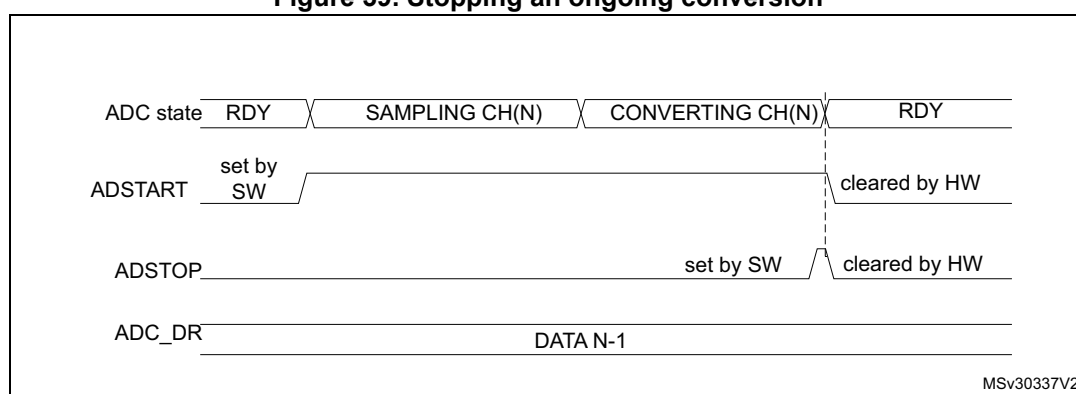 Figure 39. Stopping an ongoing conversion
ADC state RDY SAMPLING CH(N) CONVERTING CH(N) RDY
set by
SW
ADSTART cleared by HW
ADSTOP set by SW cleared by HW
ADC_DR DATA N-1
MSv30337V2